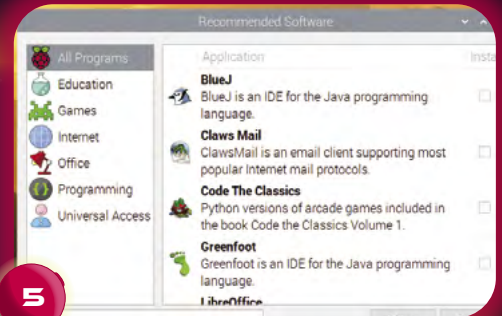 Recommended Software
All Programs
Education
Games
Internet
Office
Programming
Universal Access
Application
Insta
BlueJ
BlueJ is an IDE for the Java programming
language.
Claws Mail
ClawsMail is an email client supporting most
popular Internet mail protocols.
Code The Classics
Python versions of arcade games included in
the book Code the Classics Volume 1.
Greenfoot
Greenfoot is an IDE for the Java programming
language.
LibreOffice
5